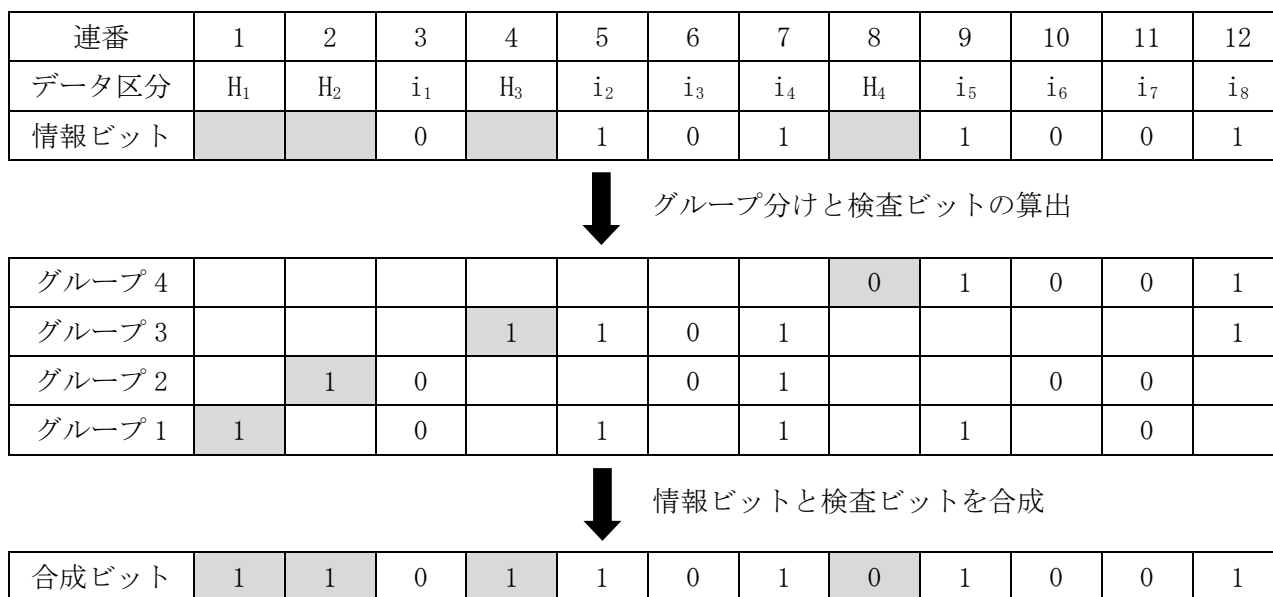 連番 1 2 3 4 5 6 7 8 9 10 11 12
データ区分 H₁ H₂ i₁ H₃ i₂ i₃ i₄ H₄ i₅ i₆ i₇ i₈
情報ビット 0 1 0 1 1 0 0 1
グループ分けと検査ビットの算出
グループ4 0 1 0 0 1
グループ3 1 1 0 1 1
グループ2 1 0 0 1 0 0
グループ1 1 0 1 1 1 0
情報ビットと検査ビットを合成
合成ビット 1 1 0 1 1 0 1 0 1 0 0 1